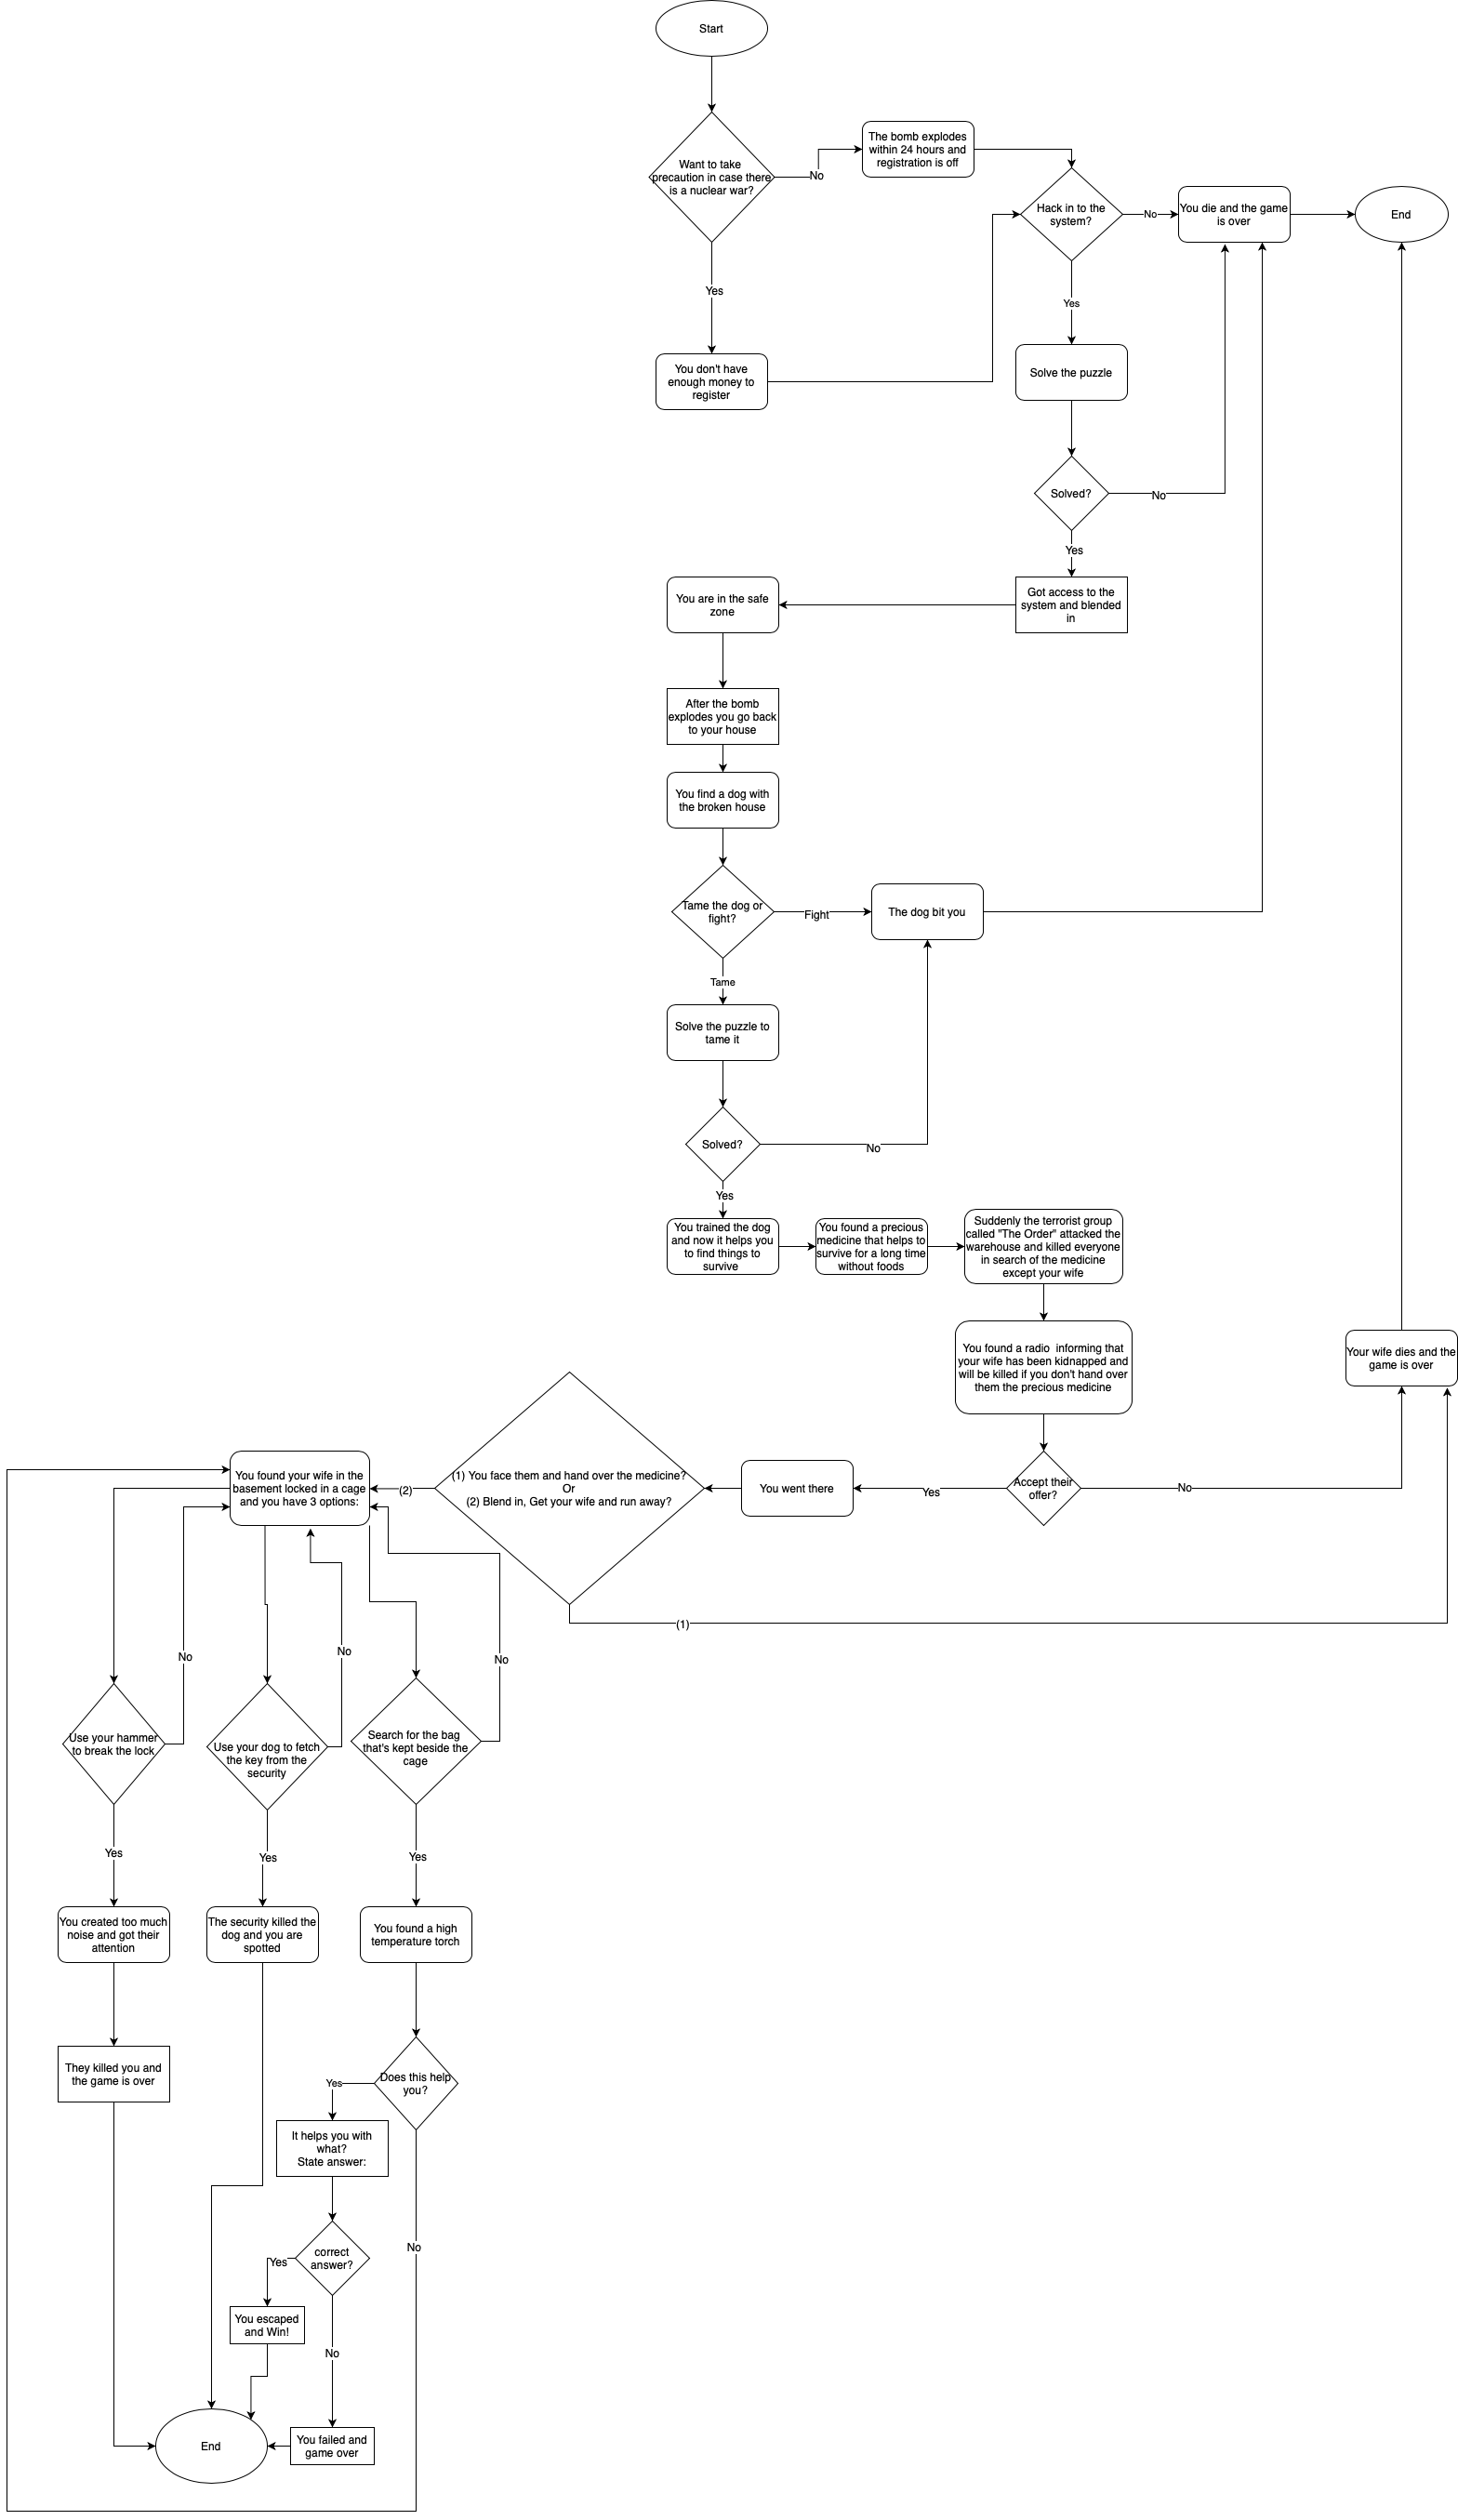 Start
Want to take
precaution in case there
is a nuclear war?
No
The bomb explodes
within 24 hours and
registration is off
Hack in to the
system?
No
You die and the game
is over
End
Yes
Yes
You don't have
enough money to
register
Solve the puzzle
Solved?
No
Yes
Got access to the
system and blended
in
You are in the safe
zone
After the bomb
explodes you go back
to your house
You find a dog with
the broken house
Tame the dog or
fight?
Fight
The dog bit you
Tame
Solve the puzzle to
tame it
Solved?
No
Yes
You trained the dog
and now it helps you
to find things to
survive
You found a precious
medicine that helps to
survive for a long time
without foods
Suddenly the terrorist group
called "The Order" attacked the
warehouse and killed everyone
in search of the medicine
except your wife
You found a radio  informing that
your wife has been kidnapped and
will be killed if you don't hand over
them the precious medicine
Your wife dies and the
game is over
Accept their
offer?
No
Yes
You went there
(1) You face them and hand over the medicine?
Or
(2) Blend in, Get your wife and run away?
(2)
(1)
You found your wife in the
basement locked in a cage
and you have 3 options:
No
No
No
Use your hammer
to break the lock
Use your dog to fetch
the key from the
security
Search for the bag
that's kept beside the
cage
Yes
Yes
Yes
You created too much
noise and got their
attention
The security killed the
dog and you are
spotted
You found a high
temperature torch
They killed you and
the game is over
Does this help
you?
Yes
It helps you with
what?
State answer:
No
correct
answer?
Yes
You escaped
and Win!
No
End
You failed and
game over